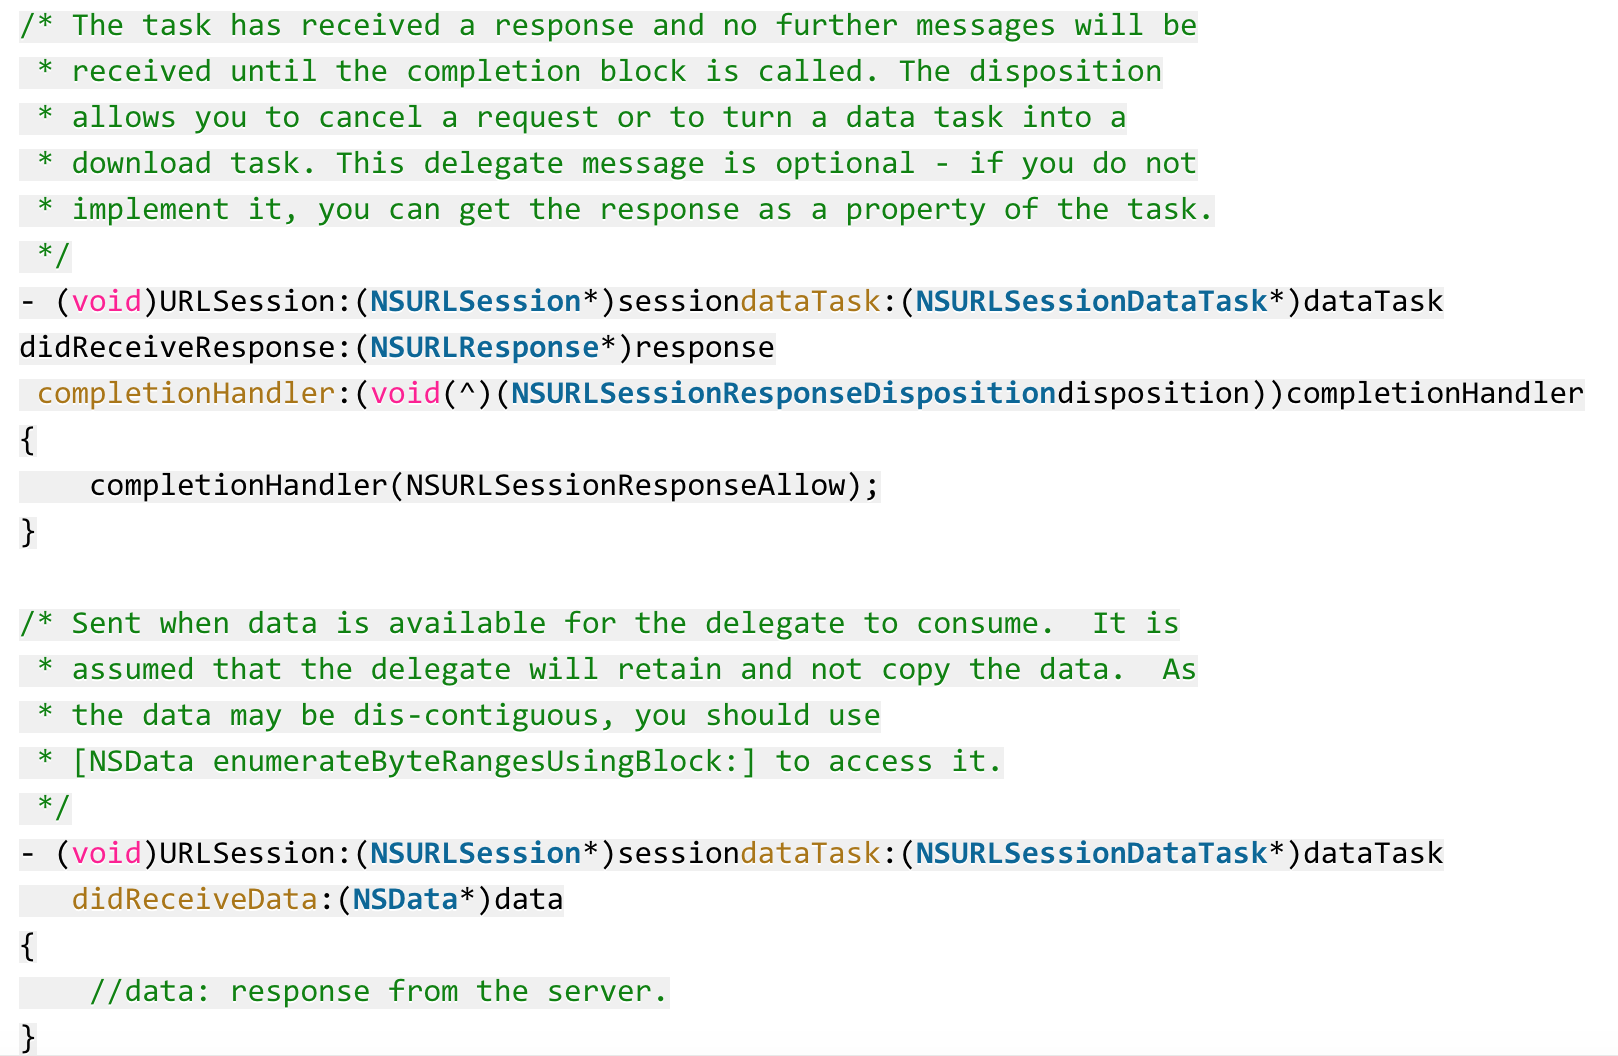 /* The task has received a response and no further messages will be
 * received until the completion block is called. The disposition
 * allows you to cancel a request or to turn a data task into a
 * download task. This delegate message is optional - if you do not
 * implement it, you can get the response as a property of the task.
 */
- (void)URLSession:(NSURLSession*)sessiondataTask:(NSURLSessionDataTask*)dataTask
didReceiveResponse:(NSURLResponse*)response
 completionHandler:(void(^)(NSURLSessionResponseDispositiondisposition))completionHandler
{
    completionHandler(NSURLSessionResponseAllow);
}

/* Sent when data is available for the delegate to consume.  It is
 * assumed that the delegate will retain and not copy the data.  As
 * the data may be dis-contiguous, you should use
 * [NSData enumerateByteRangesUsingBlock:] to access it.
 */
- (void)URLSession:(NSURLSession*)sessiondataTask:(NSURLSessionDataTask*)dataTask
   didReceiveData:(NSData*)data
{
    //data: response from the server.
}